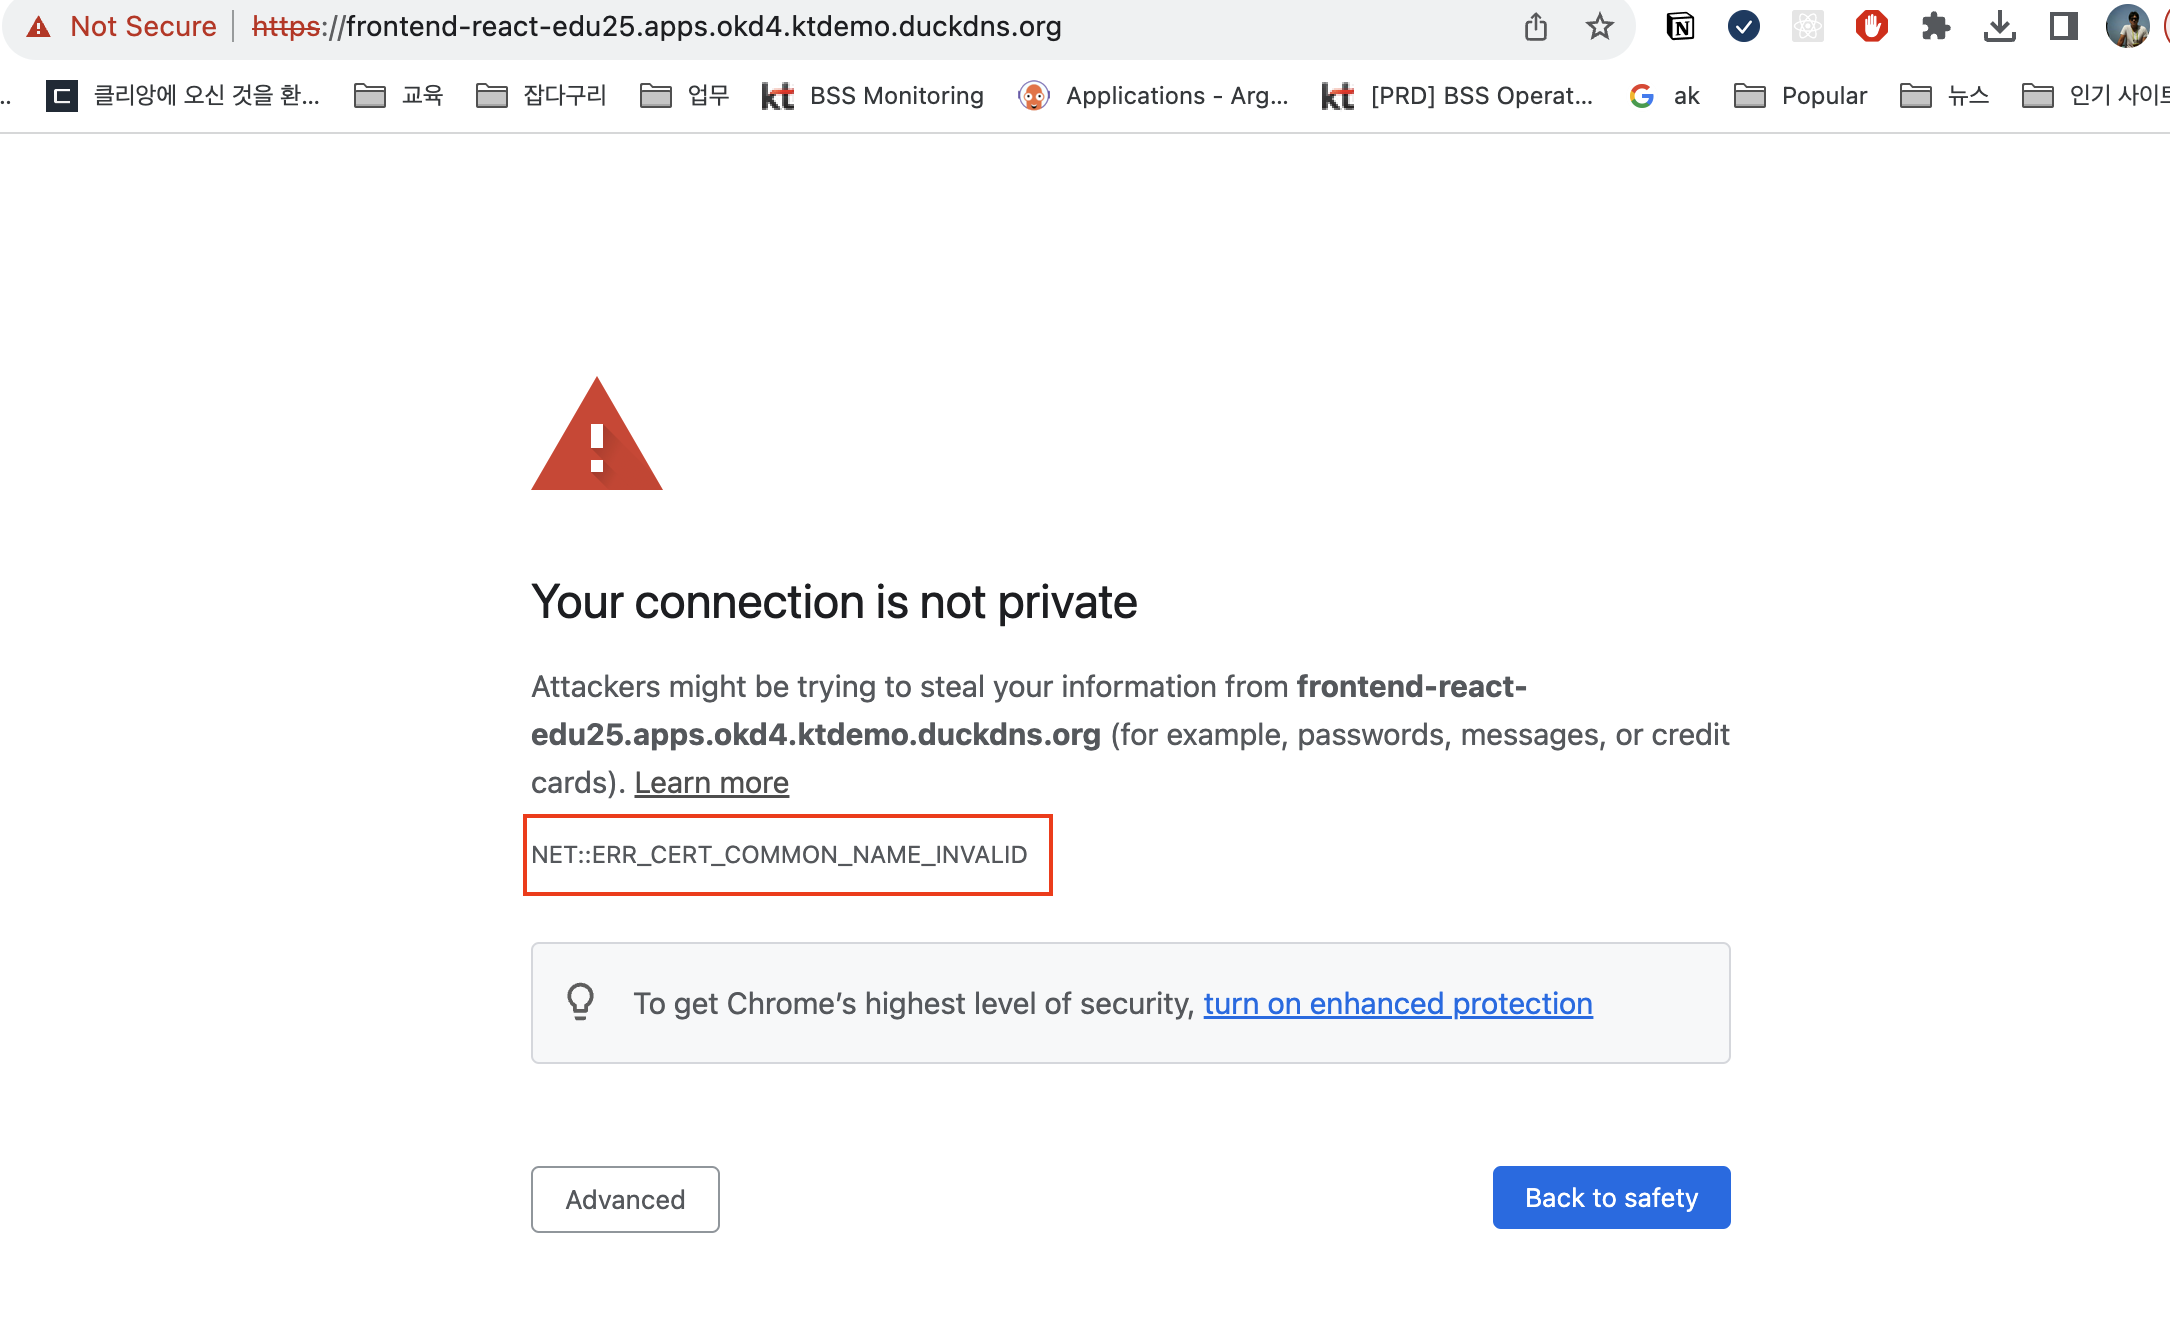 Not Secure https://frontend-react-edu25.apps.okd4.ktdemo.duckdns.org
.. 클리앙에 오신 것을 환... 교육 잡다구리 업무 kt BSS Monitoring Applications - Arg... kt [PRD] BSS Operat... ak Popular 뉴스 인기
Your connection is not private
Attackers might be trying to steal your information from frontend-react-
edu25.apps.okd4.ktdemo.duckdns.org (for example, passwords, messages, or credit
cards). Learn more
NET::ERR_CERT_COMMON_NAME_INVALID
To get Chrome’s highest level of security, turn on enhanced protection
Advanced Back to safety